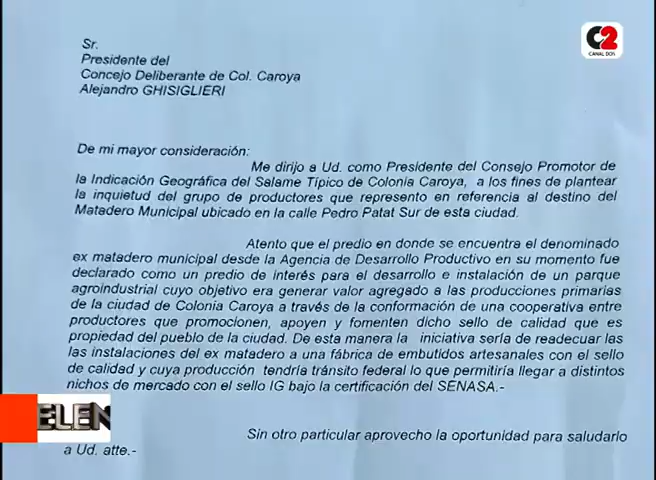 Sr.
Presidente del
Concejo Deliberante de Col. Caroya
Alejandro GHISIGLIERI
C2
CANAL DOS
De mi mayor consideración:
Me dirijo a Ud. como Presidente del Consejo Promotor de
la Indicación Geográfica del Salame Típico de Colonia Caroya, a los fines de plantear
la inquietud del grupo de productores que represento en referencia al destino del
Matadero Municipal ubicado en la calle Pedro Patat Sur de esta ciudad.
Atento que el predio en donde se encuentra el denominado
ex matadero municipal desde la Agencia de Desarrollo Productivo en su momento fue
declarado como un predio de interés para el desarrollo e instalación de un parque
agroindustrial cuyo objetivo era generar valor agregado a las producciones primarias
de la ciudad de Colonia Caroya a través de la conformación de una cooperativa entre
productores que promocionen, apoyen y fomenten dicho sello de calidad que es
propiedad del pueblo de la ciudad. De esta manera la iniciativa sería de readecuar las
las instalaciones del ex matadero a una fábrica de embutidos artesanales con el sello
de calidad y cuya producción tendría tránsito federal lo que permitiría llegar a distintos
nichos de mercado con el sello IG bajo la certificación del SENASA.-
ELEN
Sin otro particular aprovecho la oportunidad para saludarlo
a Ud. atte.-